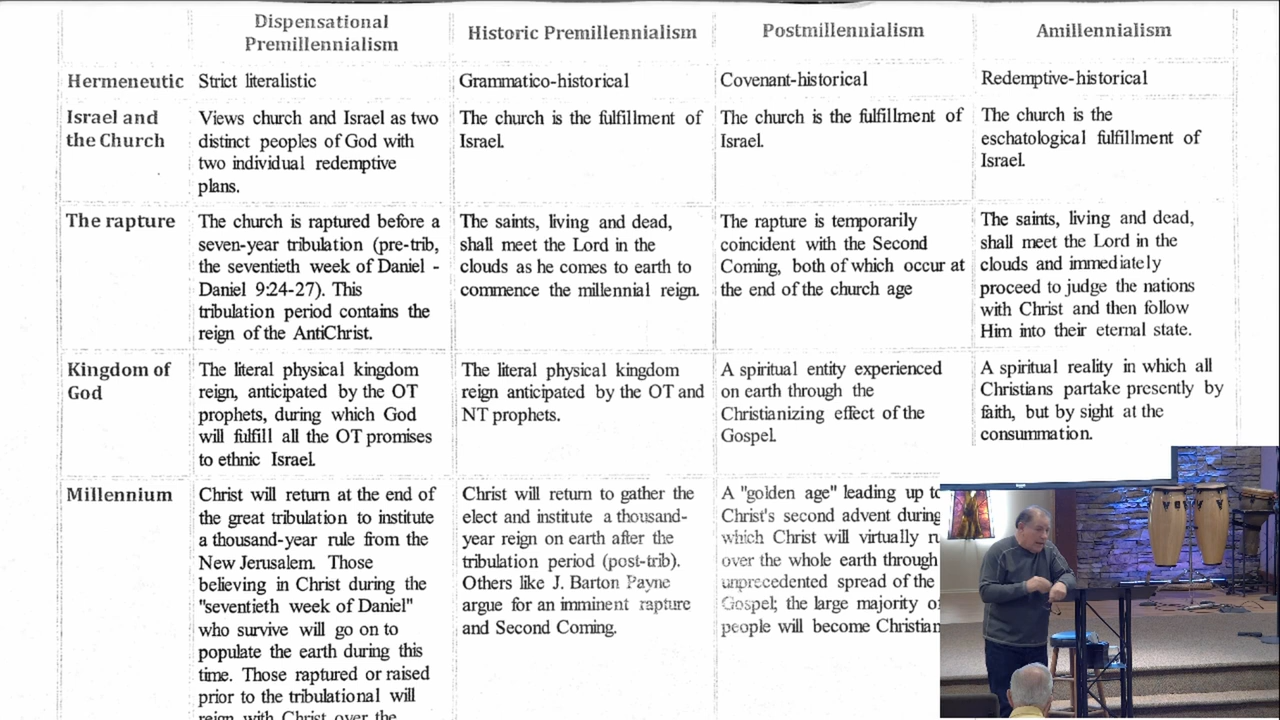 Dispensational
Premillennialism
Historic Premillennialism
Postmillennialism
Amillennialism
Hermeneutic
Strict literalistic
Grammatico-historical
Covenant-historical
Redemptive-historical
Israel and
the Church
Views church and Israel as two
distinct peoples of God with
two individual redemptive
plans.
The church is the fulfillment of
Israel.
The church is the fulfillment of
Israel.
The church is the
eschatological fulfillment of
Israel.
The rapture
The church is raptured before a
seven-year tribulation (pre-trib,
the seventieth week of Daniel -
Daniel 9:24-27). This
tribulation period contains the
reign of the AntiChrist.
The saints, living and dead,
shall meet the Lord in the
clouds as he comes to earth to
commence the millennial reign.
The rapture is temporarily
coincident with the Second
Coming, both of which occur at
the end of the church age
The saints, living and dead,
shall meet the Lord in the
clouds and immediately
proceed to judge the nations
with Christ and then follow
Him into their eternal state.
Kingdom of
God
The literal physical kingdom
reign, anticipated by the OT
prophets, during which God
will fulfill all the OT promises
to ethnic Israel.
The literal physical kingdom
reign anticipated by the OT and
NT prophets.
A spiritual entity experienced
on earth through the
Christianizing effect of the
Gospel.
A spiritual reality in which all
Christians partake presently by
faith, but by sight at the
consummation.
Millennium
Christ will return at the end of
the great tribulation to institute
a thousand-year rule from the
New Jerusalem. Those
believing in Christ during the
"seventieth week of Daniel"
who survive will go on to
populate the earth during this
time. Those raptured or raised
prior to the tribulational will
reign with Christ over the
Christ will return to gather the
elect and institute a thousand-
year reign on earth after the
tribulation period (post-trib).
Others like J. Barton Payne
argue for an imminent rapture
and Second Coming.
A "golden age" leading up to
Christ's second advent during
which Christ will virtually
over the whole earth through
unprecedented spread of the
Gospel; the large majority of
people will become Christian